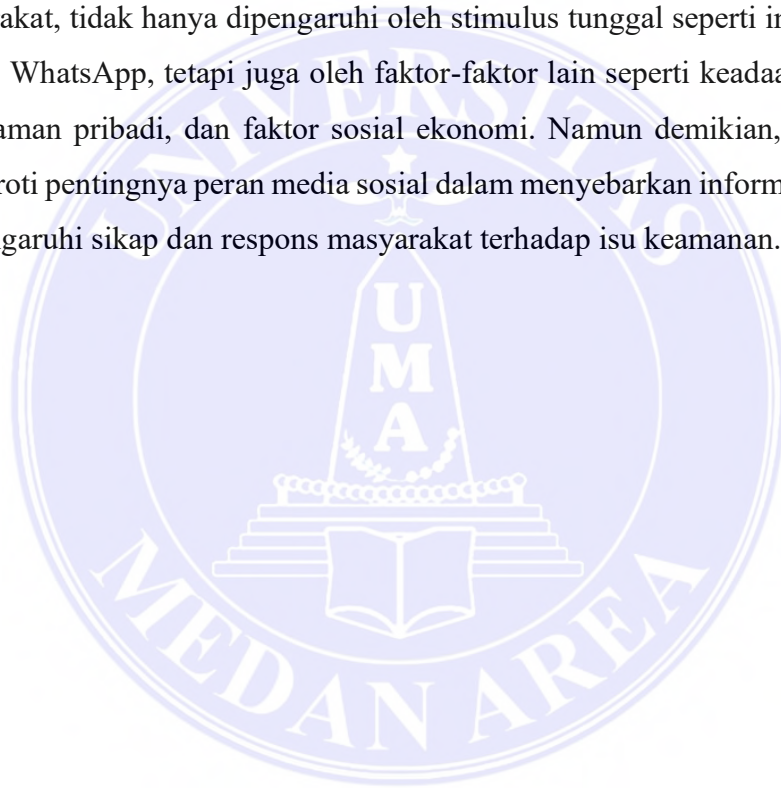 akat, tidak hanya dipengaruhi oleh stimulus tunggal seperti in
WhatsApp, tetapi juga oleh faktor-faktor lain seperti keadaa
aman pribadi, dan faktor sosial ekonomi. Namun demikian,
roti pentingnya peran media sosial dalam menyebarkan inform
garuhi sikap dan respons masyarakat terhadap isu keamanan.
UNIVERSITAS
U
M
A
MEDAN AREA